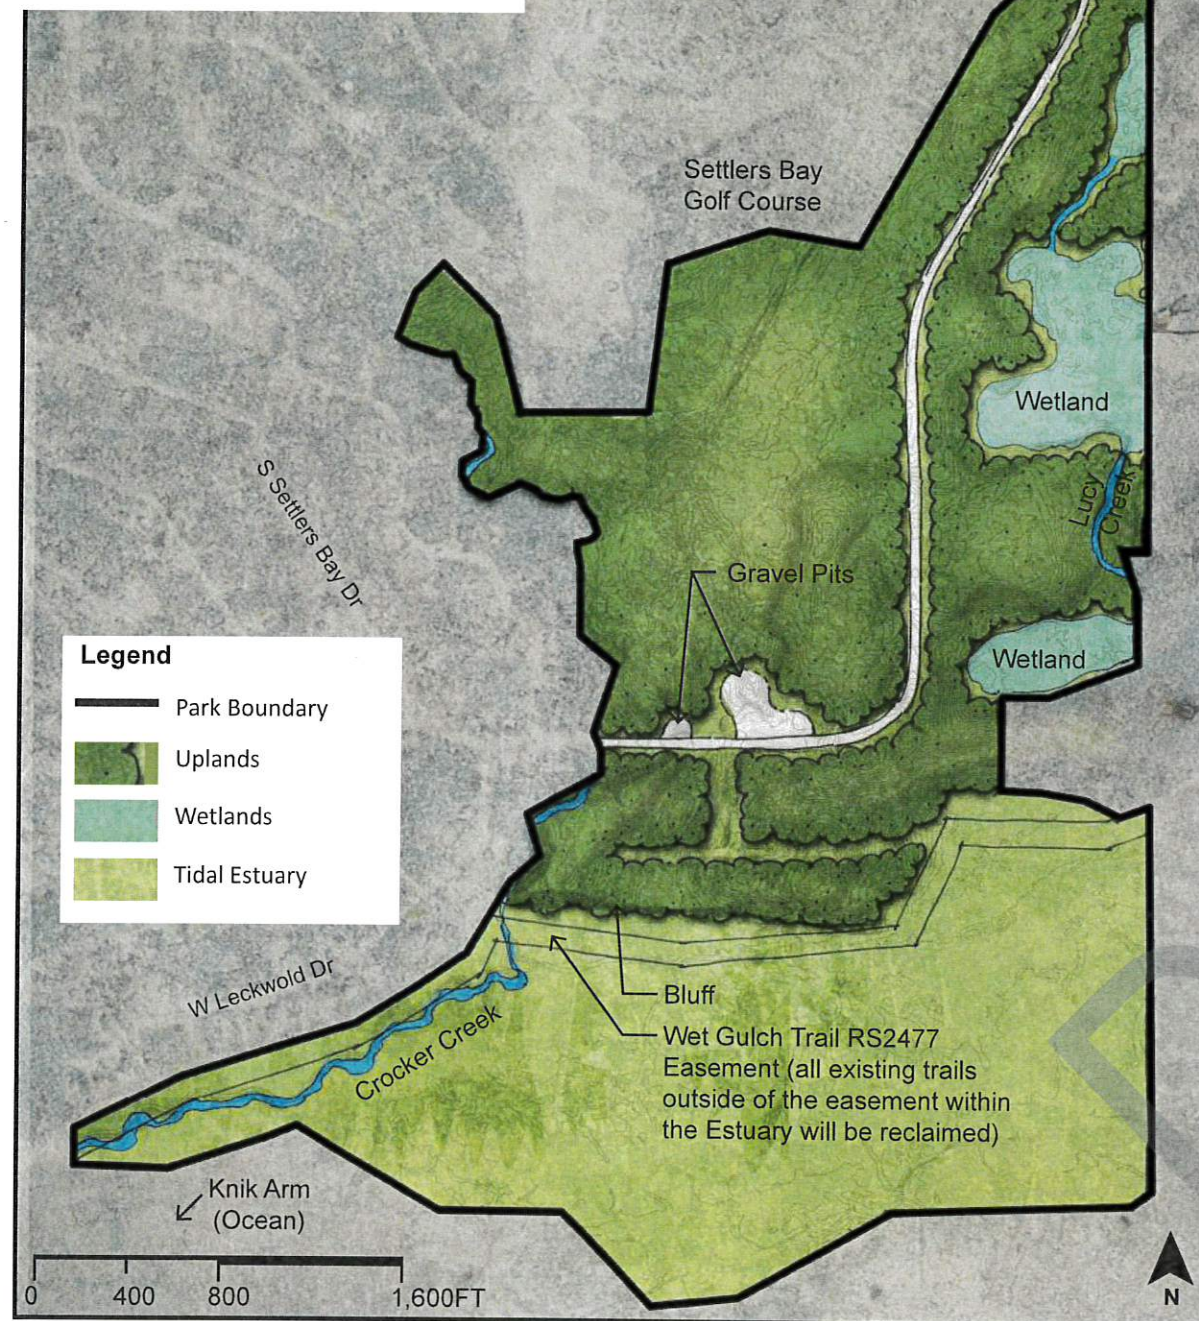 Settlers Bay
Golf Course
Wetland
Lucy
Creek
S Settlers Bay Dr
Gravel Pits
Wetland
Legend
Park Boundary
Uplands
Wetlands
Tidal Estuary
W Leckwold Dr
Crocker Creek
Bluff
Wet Gulch Trail RS2477
Easement (all existing trails
outside of the easement within
the Estuary will be reclaimed)
Knik Arm
(Ocean)
0 400 800 1,600FT
N